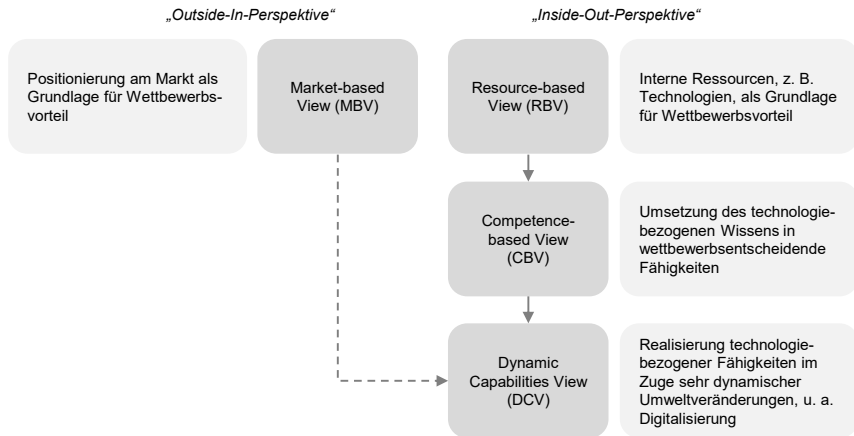 „Outside-In-Perspektive“
„Inside-Out-Perspektive“
Positionierung am Markt als
Grundlage für Wettbewerbs-
vorteil
Market-based
View (MBV)
Resource-based
View (RBV)
Interne Ressourcen, z. B.
Technologien, als Grundlage
für Wettbewerbsvorteil
Competence-
based View
(CBV)
Umsetzung des technologie-
bezogenen Wissens in
wettbewerbsentscheidende
Fähigkeiten
Dynamic
Capabilities View
(DCV)
Realisierung technologie-
bezogener Fähigkeiten im
Zuge sehr dynamischer
Umweltveränderungen, u. a.
Digitalisierung